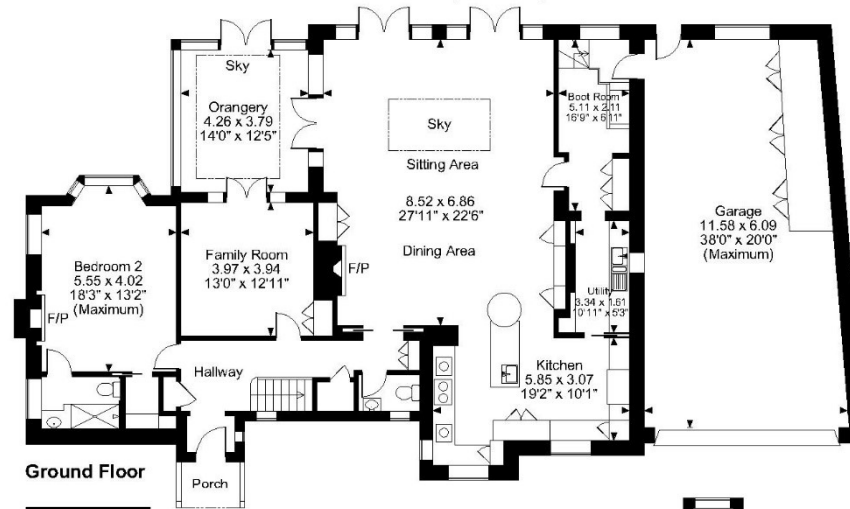 Sky
Orangery
4.26 x 3.79
14'0" x 12'5"
Boot Room
5.11 x 2.11
16'9" x 6'11"
Sky
Sitting Area
8.52 x 6.86
27'11" x 22'6"
Dining Area
Garage
11.58 x 6.09
38'0" x 20'0"
(Maximum)
Bedroom 2
5.55 x 4.02
18'3" x 13'2"
(Maximum)
F/P
Family Room
3.97 x 3.94
13'0" x 12'11"
F/P
Utility
3.34 x 1.61
10'11" x 5'3"
Hallway
Kitchen
5.85 x 3.07
19'2" x 10'1"
Ground Floor
Porch